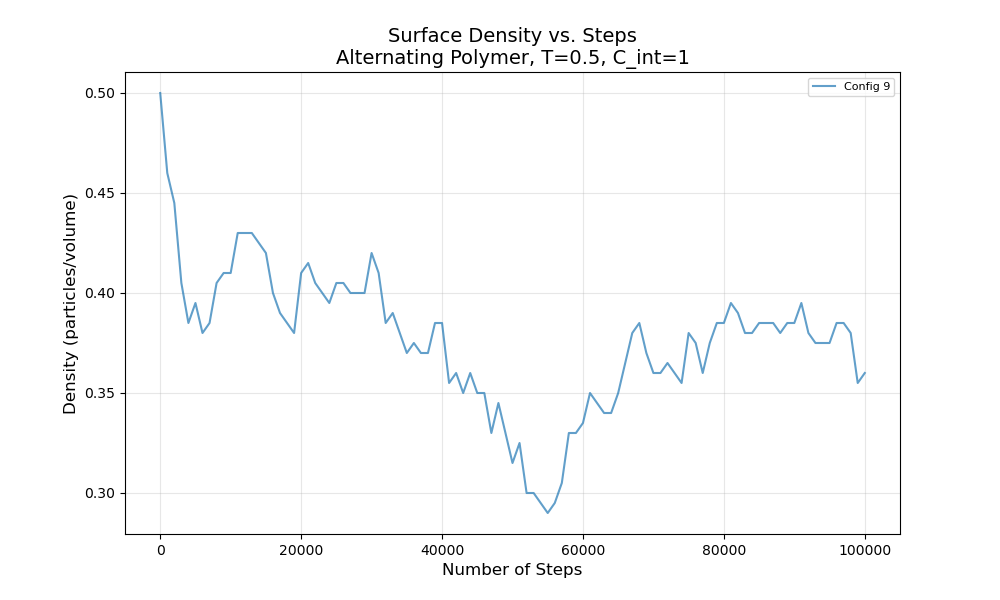 Surface Density vs. Steps
Alternating Polymer, T=0.5, C_int=1
Config 9
Density (particles/volume)
0.50
0.45
0.40
0.35
0.30
0
20000
40000
60000
80000
100000
Number of Steps